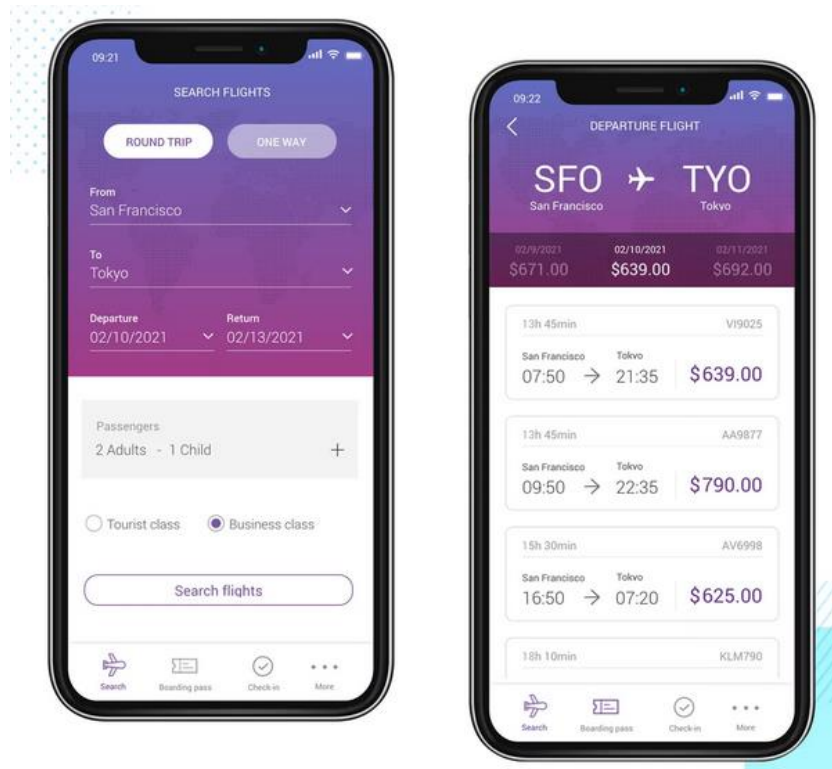 09:21
SEARCH FLIGHTS
ROUND TRIP
ONE WAY
From
San Francisco
To
Tokyo
Departure
Return
02/10/2021
02/13/2021
Passengers
2 Adults - 1 Child
+
Tourist class
Business class
Search flights
Search
Boarding pass
Check-in
More
09:22
DEPARTURE FLIGHT
SFO
TYO
San Francisco
Tokyo
02/9/2021
02/10/2021
02/11/2021
$671.00
$639.00
$692.00
13h 45min
VI9025
San Francisco
Tokyo
07:50 → 21:35
$639.00
13h 45min
AA9877
San Francisco
Tokyo
09:50 → 22:35
$790.00
15h 30min
AV6998
San Francisco
Tokyo
16:50 → 07:20
$625.00
18h 10min
KLM790
Search
Boarding pass
Check-in
More